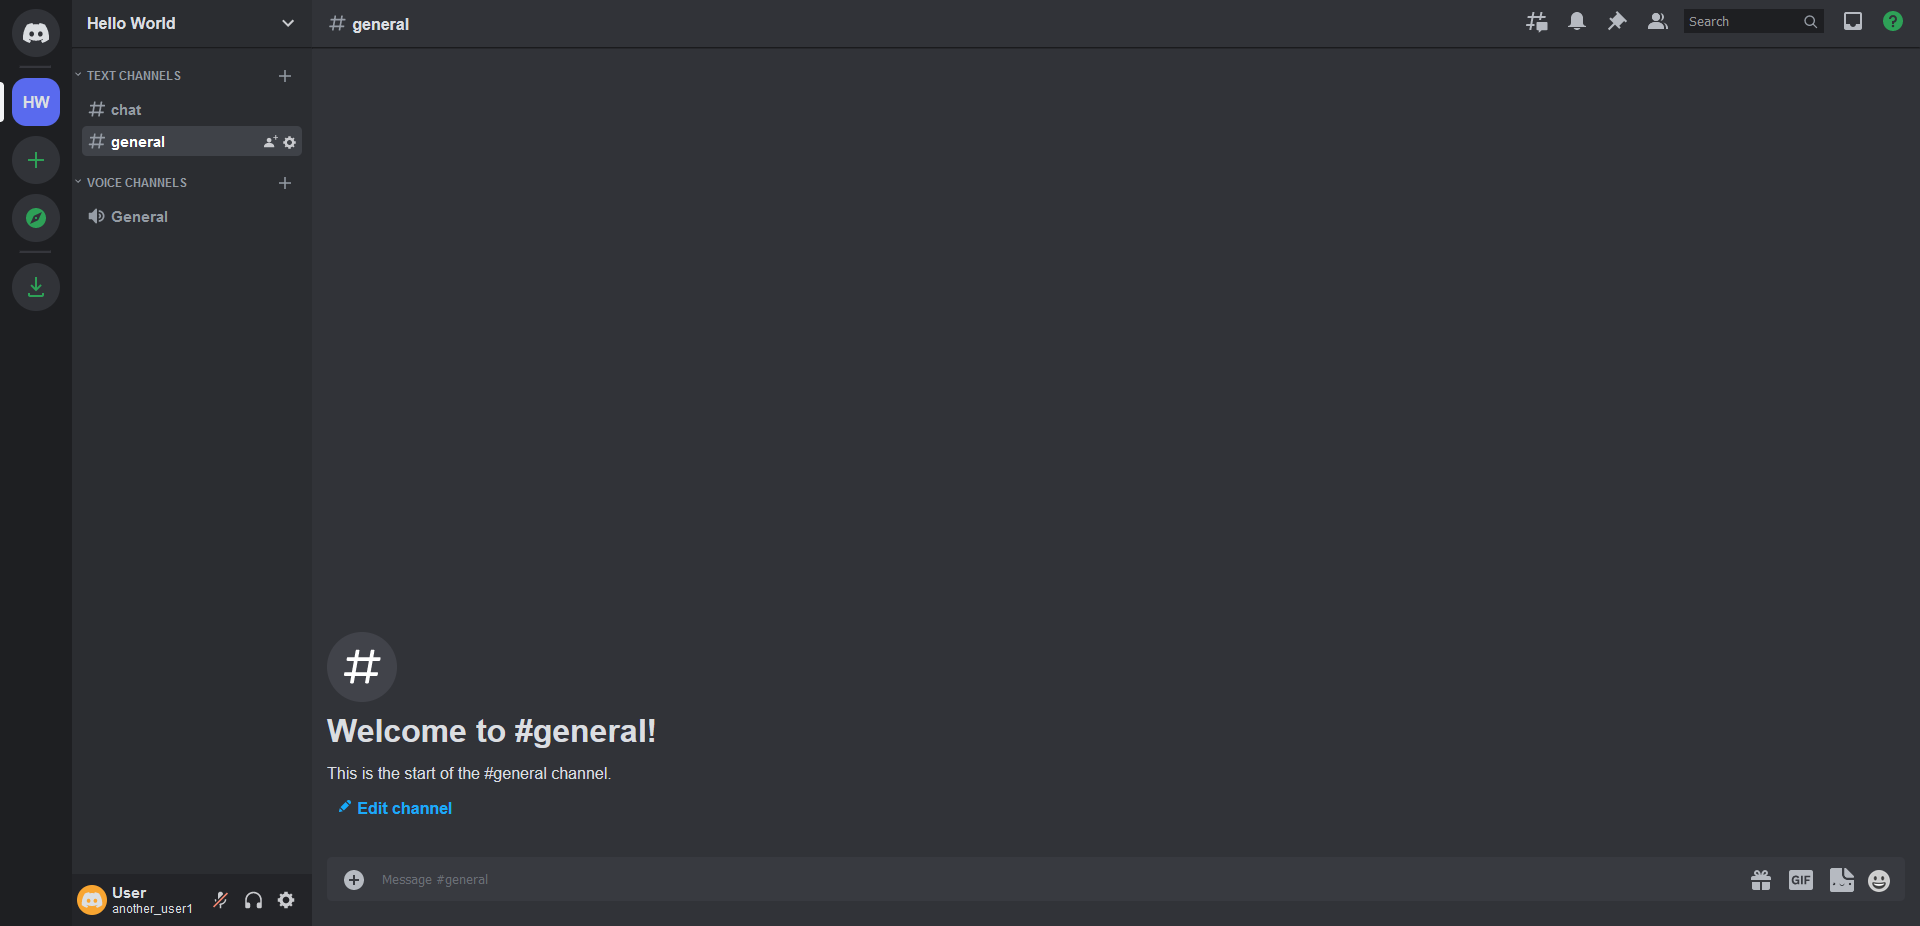 Hello World
general
Search
TEXT CHANNELS
HW
chat
general
VOICE CHANNELS
General
Welcome to #general!
This is the start of the #general channel.
Edit channel
Message #general
GIF
User
another_user1